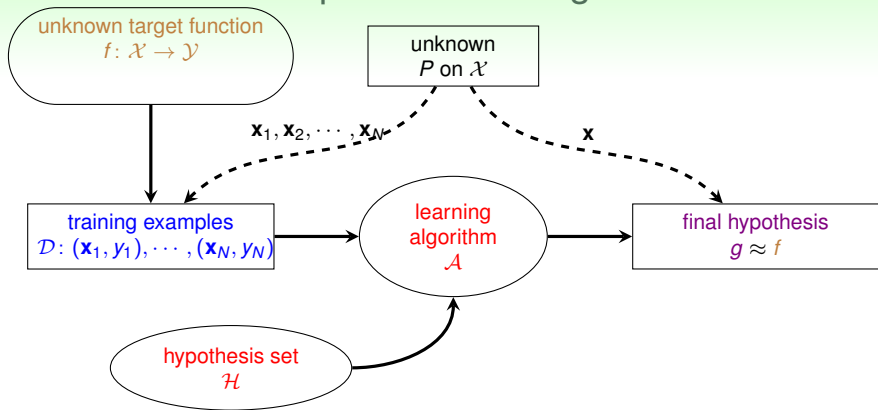 unknown target function
f: 𝒳 → 𝒴
unknown
P on 𝒳
x₁, x₂, ⋯ , x_N
x
training examples
𝒟: (x₁, y₁), ⋯ , (x_N, y_N)
learning
algorithm
𝒜
final hypothesis
g ≈ f
hypothesis set
ℋ